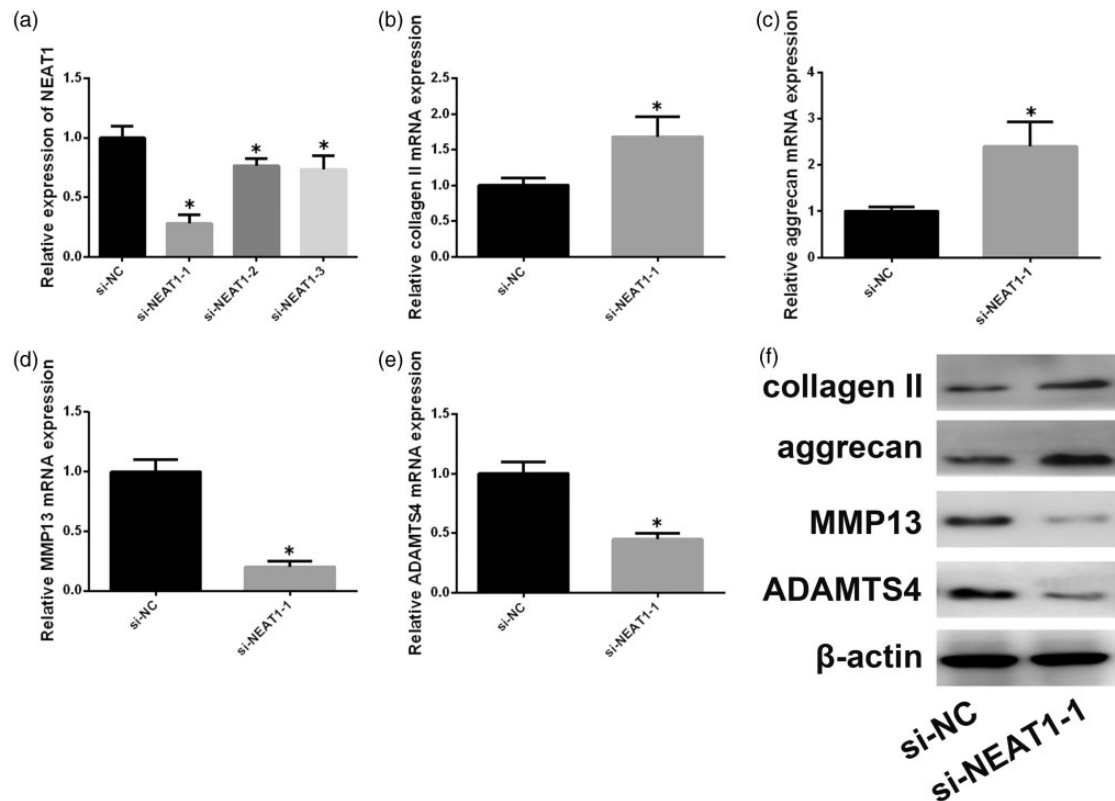 (a)
Relative expression of NEAT1
1.5
1.0
0.5
0.0
*
*
*
si-NC
si-NEAT1-1
si-NEAT1-2
si-NEAT1-3
(b)
Relative collagen II mRNA expression
2.5
2.0
1.5
1.0
0.5
0.0
*
si-NC
si-NEAT1-1
(c)
Relative aggrecan mRNA expression
4
3
2
1
0
*
si-NC
si-NEAT1-1
(d)
Relative MMP13 mRNA expression
1.5
1.0
0.5
0.0
*
si-NC
si-NEAT1-1
(e)
Relative ADAMTS4 mRNA expression
1.5
1.0
0.5
0.0
*
si-NC
si-NEAT1-1
(f)
collagen II
aggrecan
MMP13
ADAMTS4
β-actin
si-NC
si-NEAT1-1